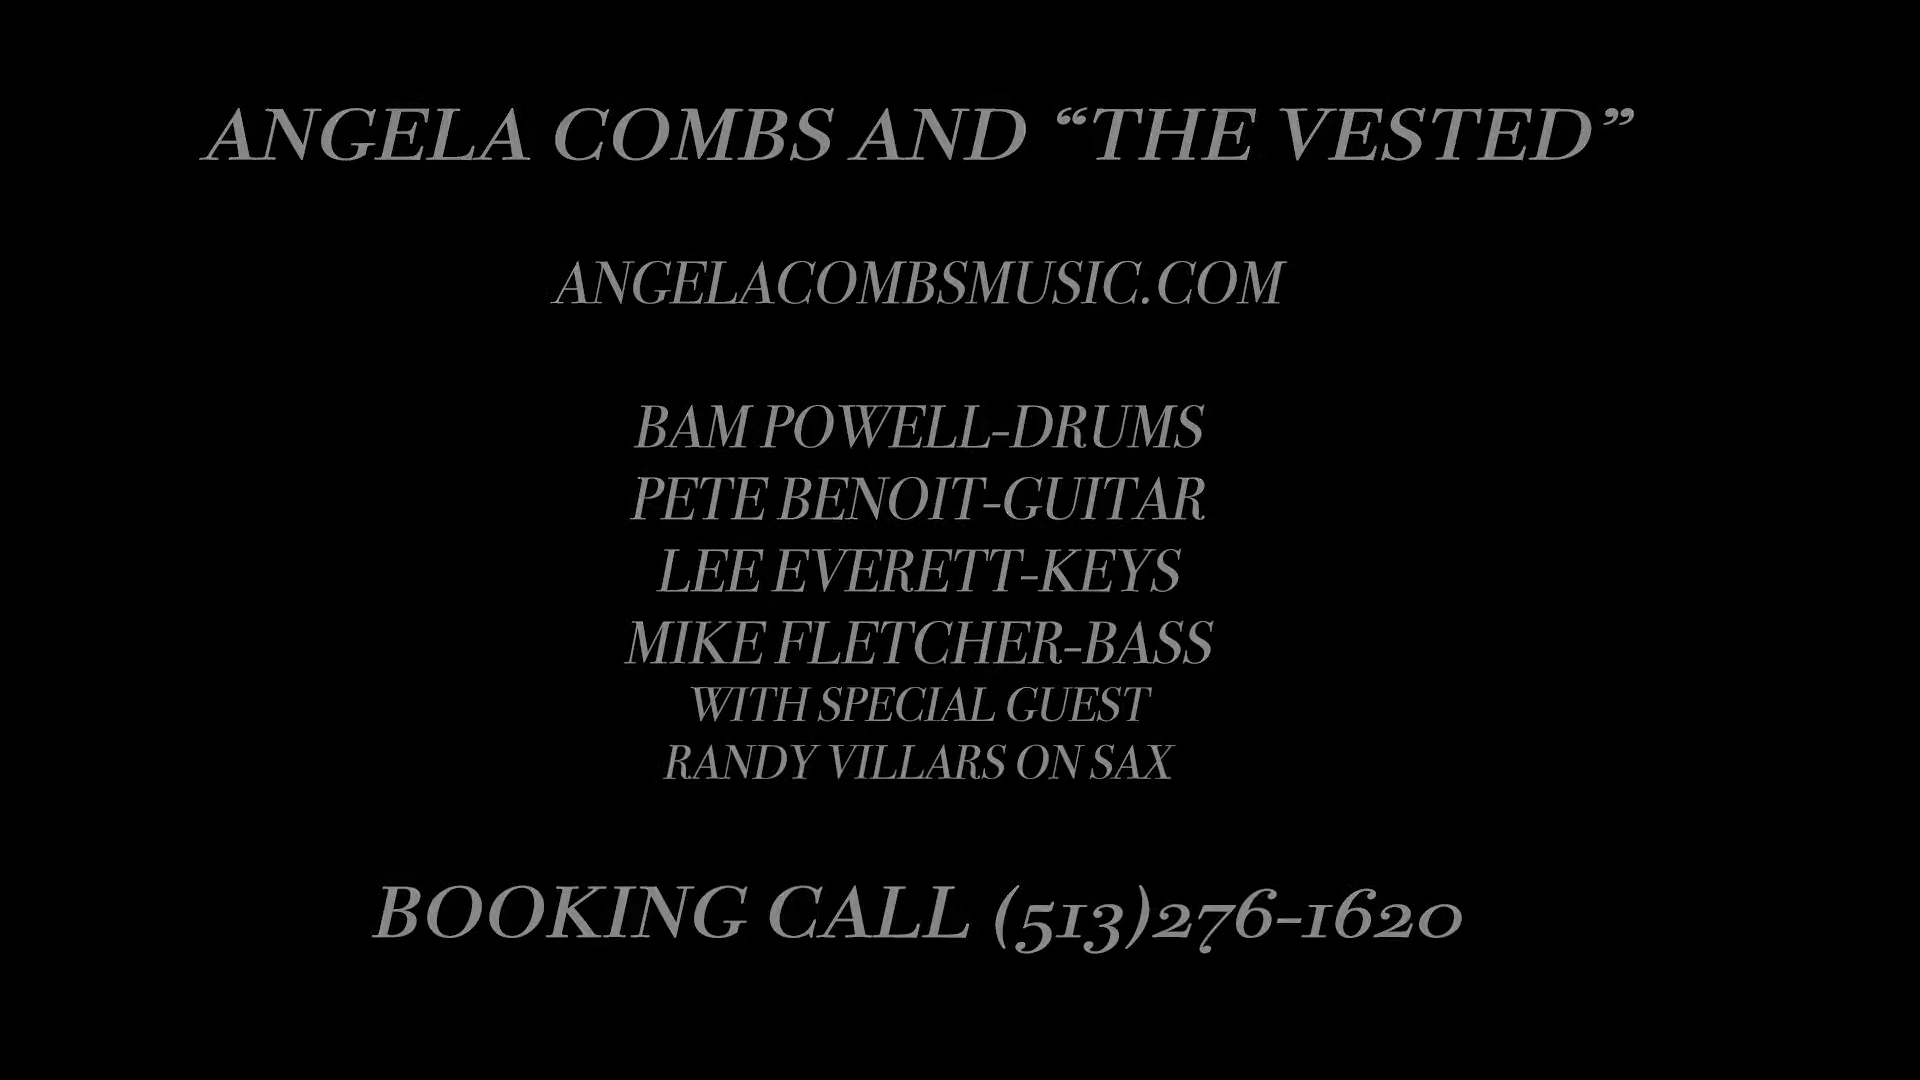 ANGELA COMBS AND “THE VESTED”
ANGELACOMBSMUSIC.COM
BAM POWELL-DRUMS
PETE BENOIT-GUITAR
LEE EVERETT-KEYS
MIKE FLETCHER-BASS
WITH SPECIAL GUEST
RANDY VILLARS ON SAX
BOOKING CALL (513)276-1620